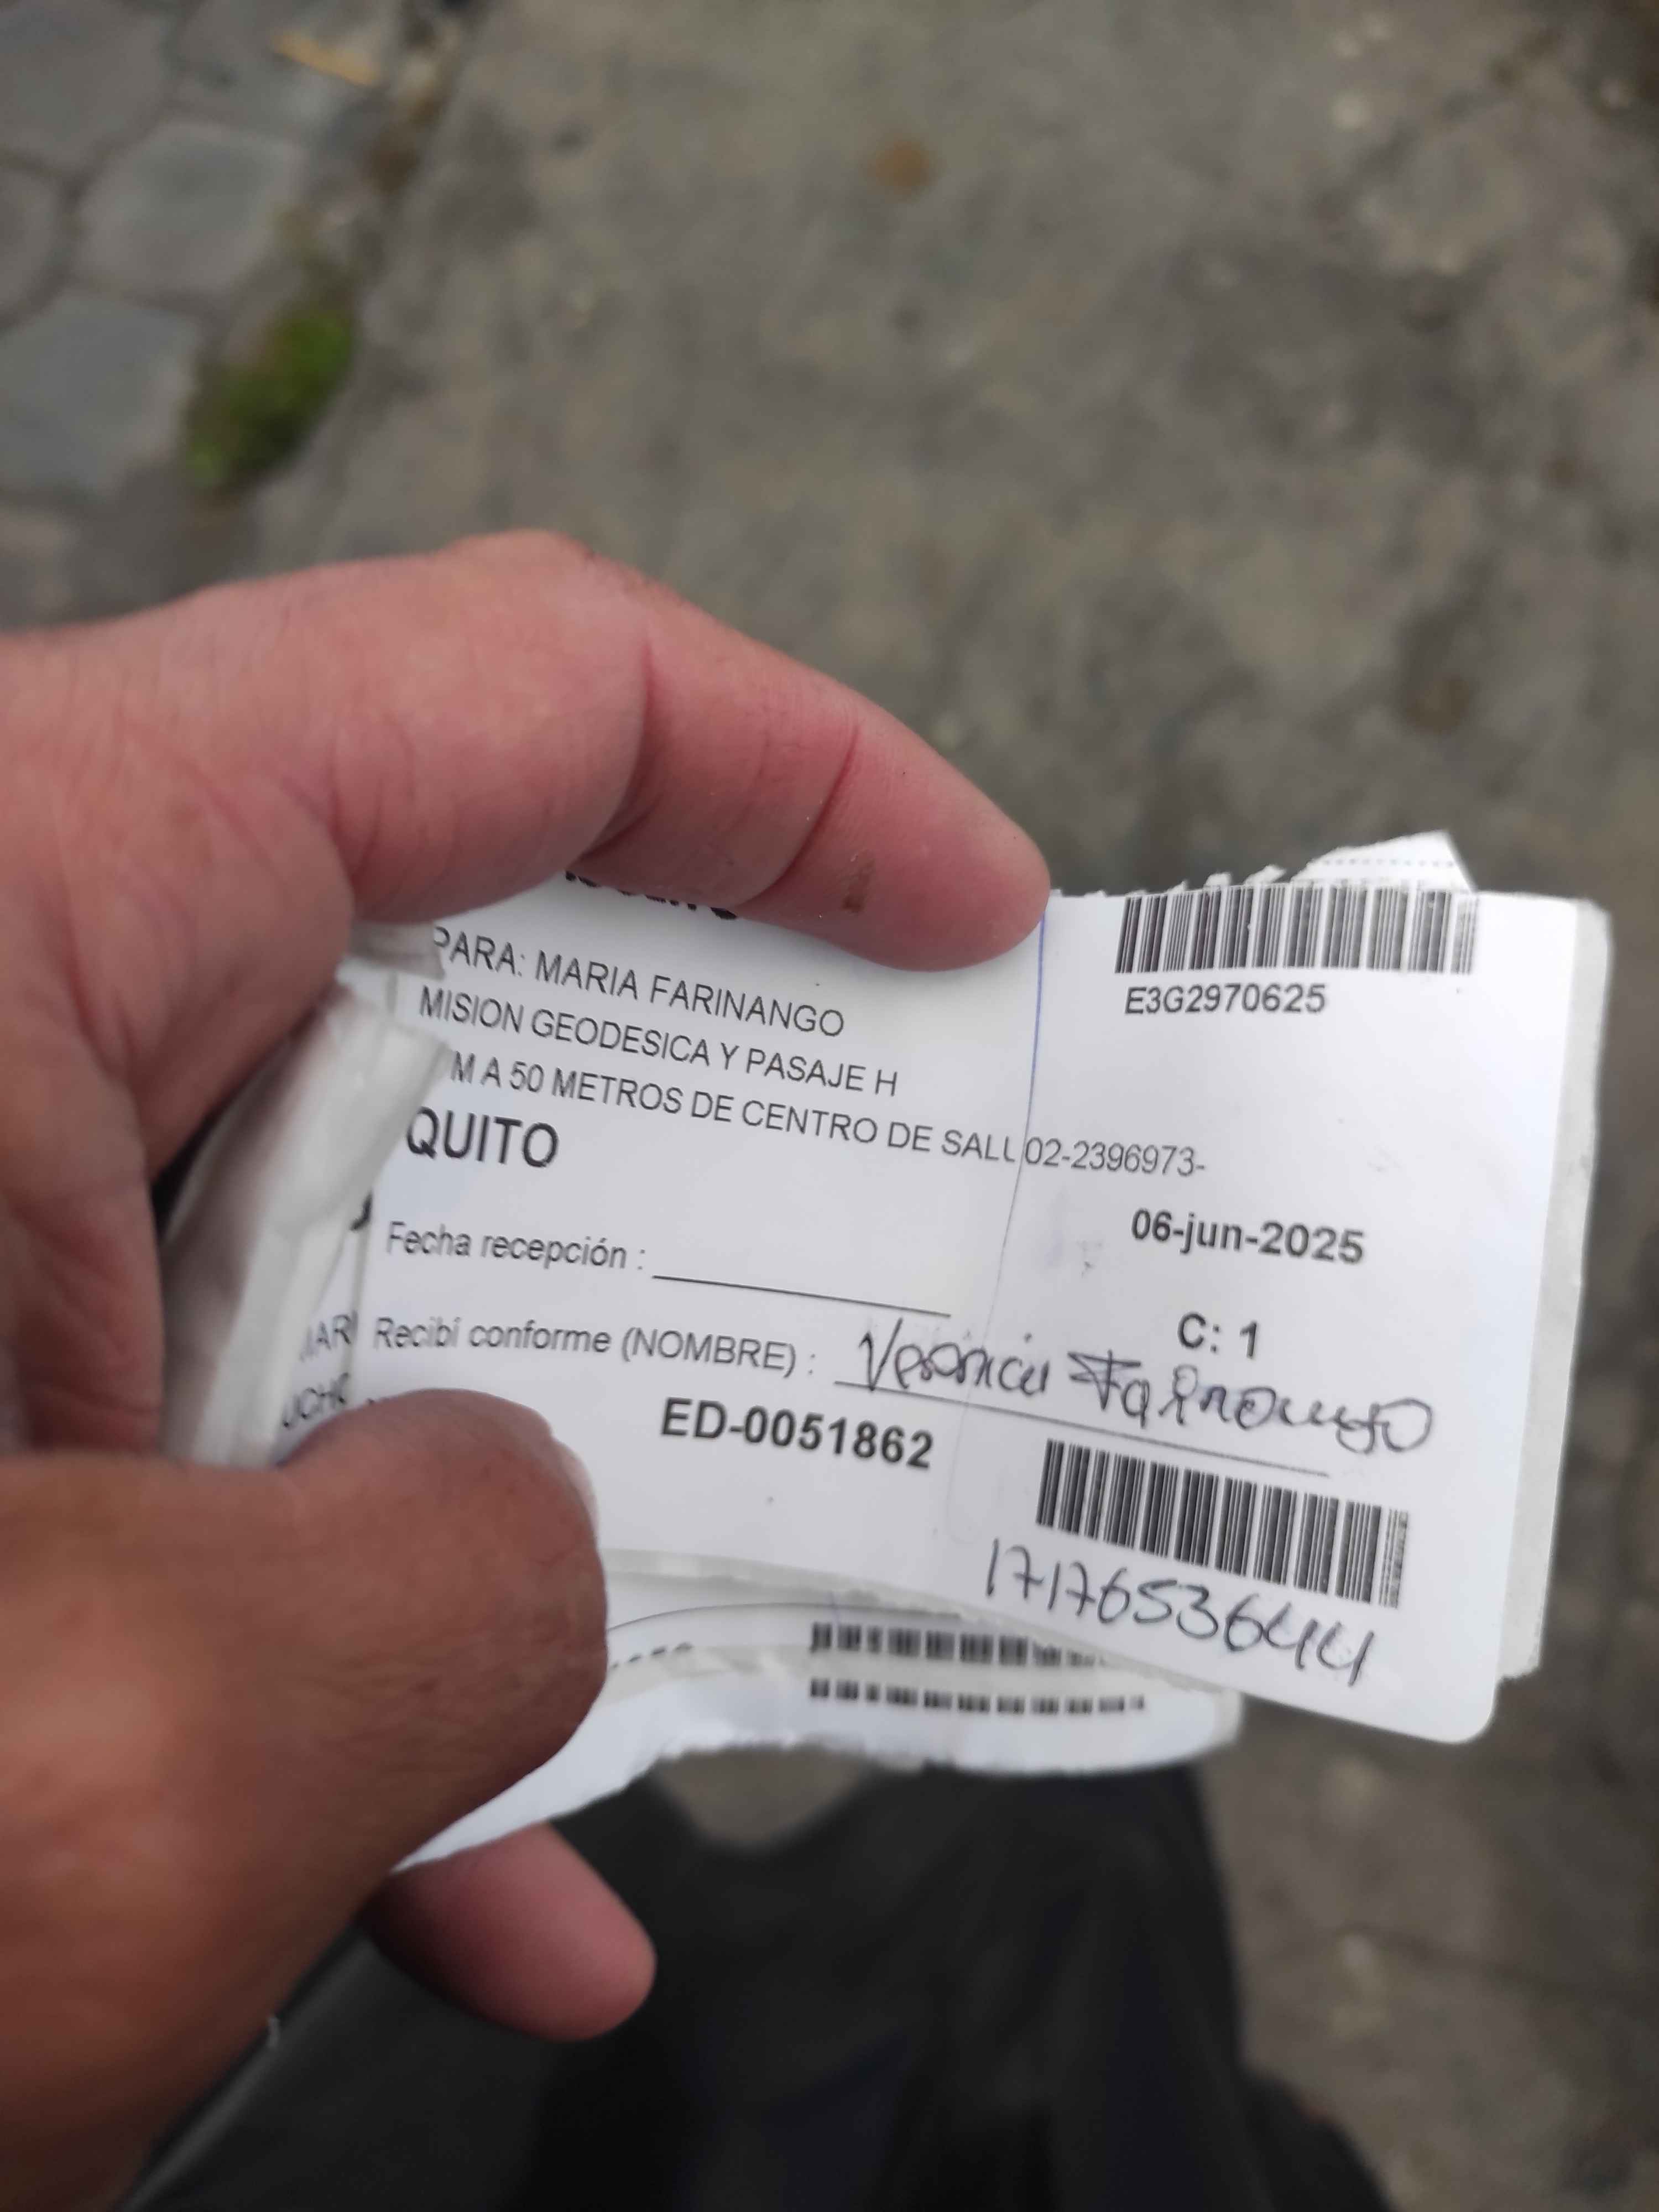 E3G2970625
PARA: MARIA FARINANGO
MISION GEODESICA Y PASAJE H
M A 50 METROS DE CENTRO DE SALU 02-2396973-
QUITO
06-jun-2025
Fecha recepción :
C: 1
Recibí conforme (NOMBRE) : Veronica Farinango
ED-0051862
1717653644